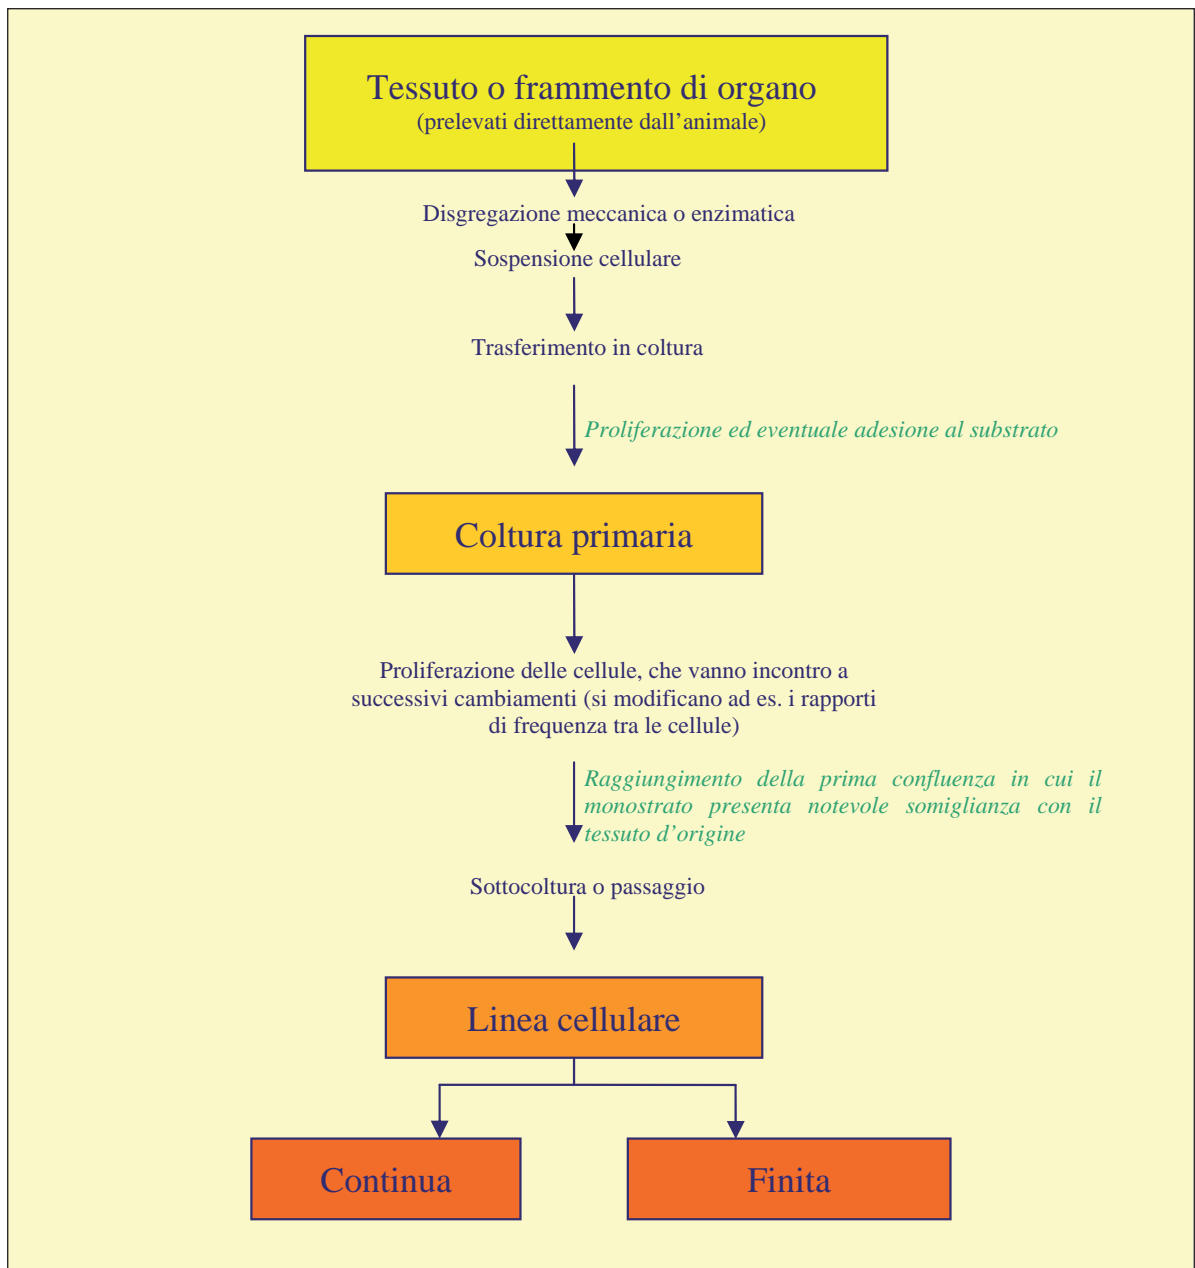 Tessuto o frammento di organo
(prelevati direttamente dall’animale)
Disgregazione meccanica o enzimatica
Sospensione cellulare
Trasferimento in coltura
Proliferazione ed eventuale adesione al substrato
Coltura primaria
Proliferazione delle cellule, che vanno incontro a
successivi cambiamenti (si modificano ad es. i rapporti
di frequenza tra le cellule)
Raggiungimento della prima confluenza in cui il
monostrato presenta notevole somiglianza con il
tessuto d’origine
Sottocoltura o passaggio
Linea cellulare
Continua
Finita